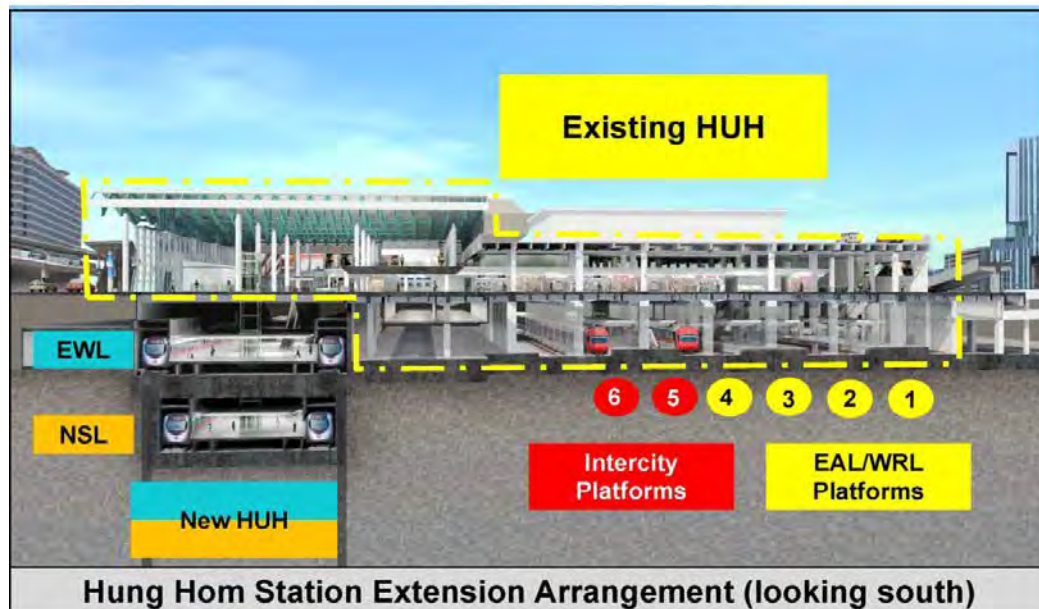 Existing HUH
EWL
NSL
6 5 4 3 2 1
Intercity
Platforms
EAL/WRL
Platforms
New HUH
Hung Hom Station Extension Arrangement (looking south)